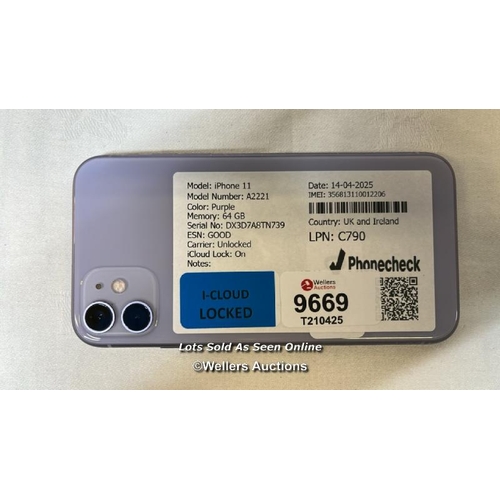 Model: iPhone 11
Model Number: A2221
Color: Purple
Memory: 64 GB
Serial No: DX3D7A8TN739
ESN: GOOD
Carrier: Unlocked
iCloud Lock: On
Notes:
Date: 14-04-2025
IMEI: 356813110012206
Country: UK and Ireland
LPN: C790
Phonecheck
I-CLOUD
LOCKED
Wellers
Auctions
9669
T210425
Lots Sold As Seen Online
©Wellers Auctions